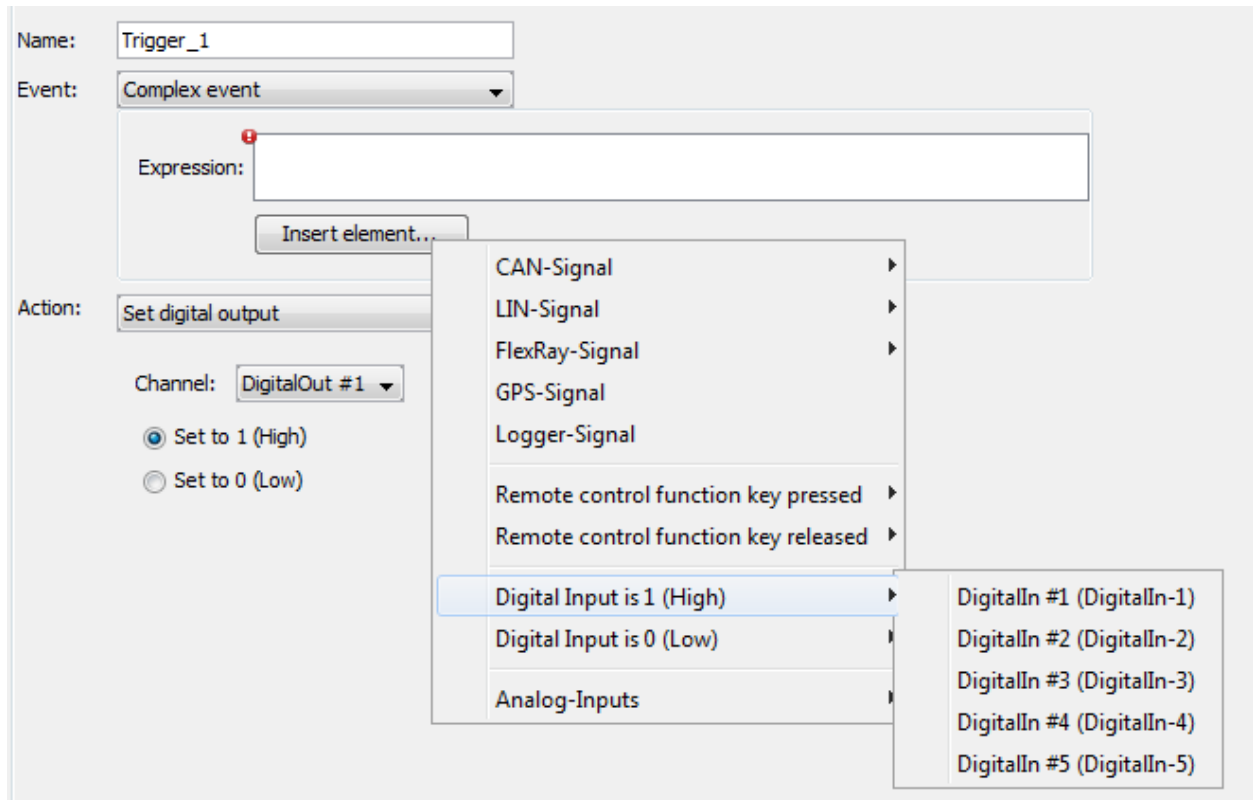 Name: Trigger_1
Event: Complex event
Expression:
Insert element...
CAN-Signal
LIN-Signal
FlexRay-Signal
GPS-Signal
Logger-Signal
Remote control function key pressed
Remote control function key released
Digital Input is 1 (High)
Digital Input is 0 (Low)
Analog-Inputs
DigitalIn #1 (DigitalIn-1)
DigitalIn #2 (DigitalIn-2)
DigitalIn #3 (DigitalIn-3)
DigitalIn #4 (DigitalIn-4)
DigitalIn #5 (DigitalIn-5)
Action: Set digital output
Channel: DigitalOut #1
Set to 1 (High)
Set to 0 (Low)